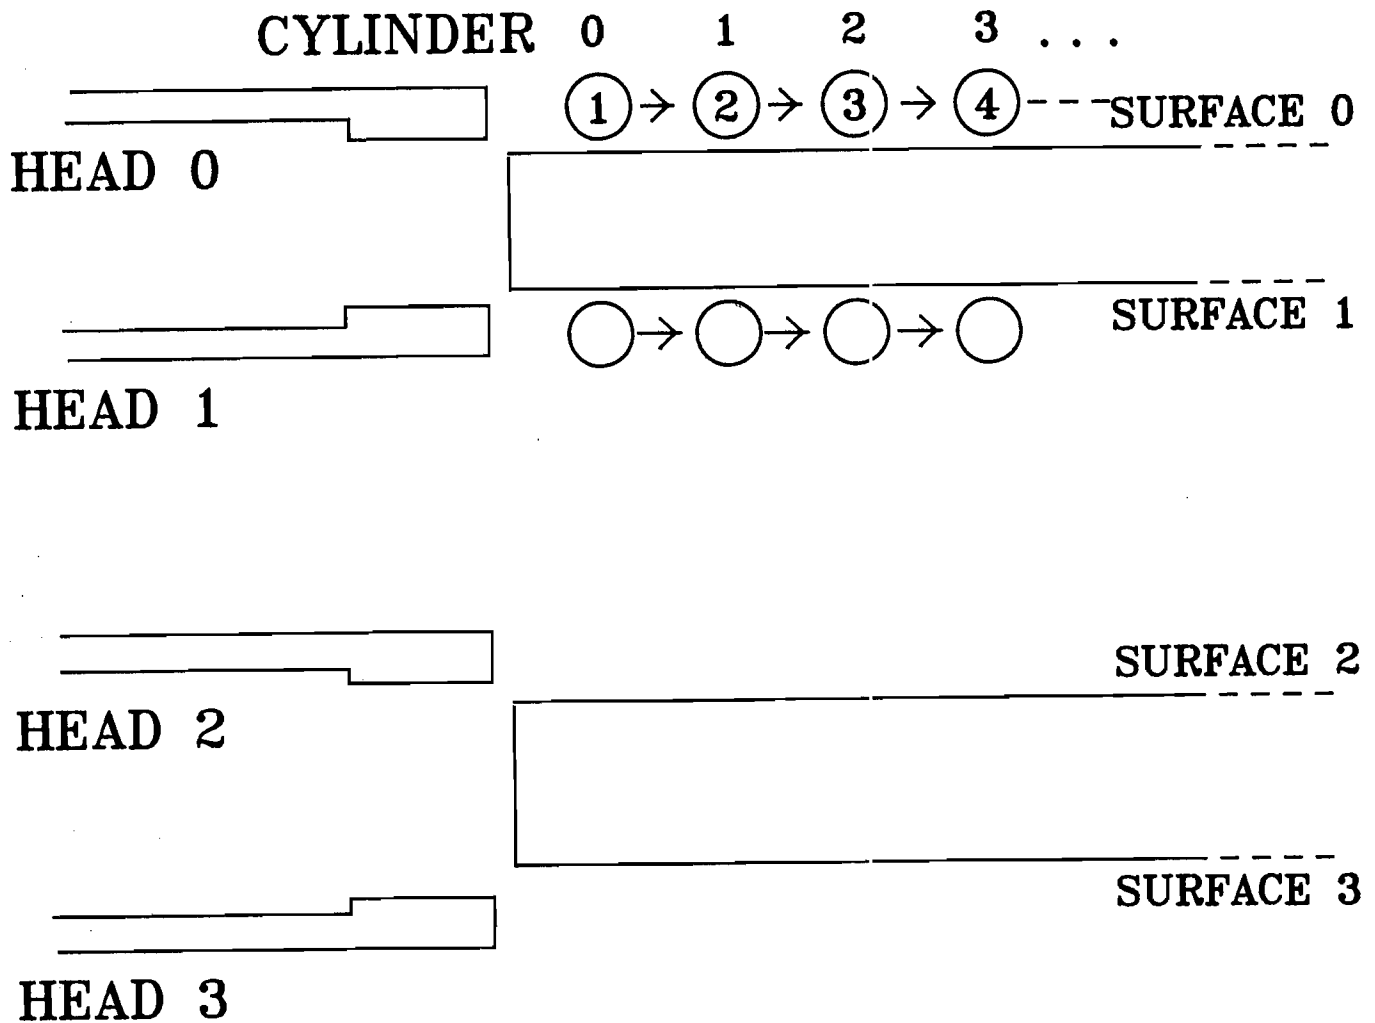 CYLINDER 0 1 2 3 . . .
1 2 3 4 SURFACE 0
HEAD 0
SURFACE 1
HEAD 1
SURFACE 2
HEAD 2
SURFACE 3
HEAD 3